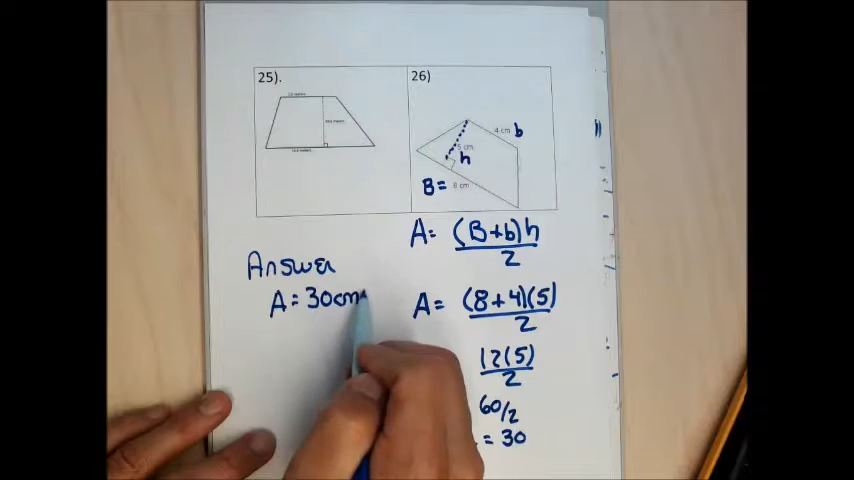 25).
26)
4 cm b
5 cm
h
B = 8 cm
A = (B+b)h
2
Answer
A = 30cm
A = (8+4)(5)
2
12(5)
2
60/2
= 30